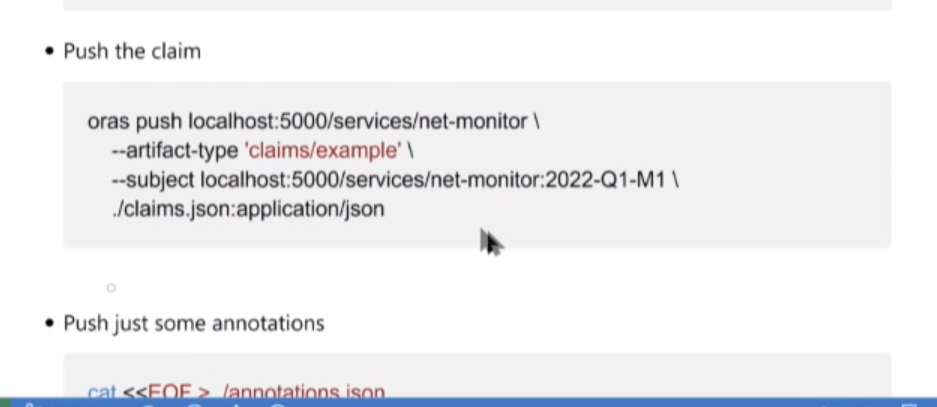 Push the claim
oras push localhost:5000/services/net-monitor \
--artifact-type 'claims/example' \
--subject localhost:5000/services/net-monitor:2022-Q1-M1 \
./claims.json:application/json
Push just some annotations
cat <<EOF > ./annotations.json